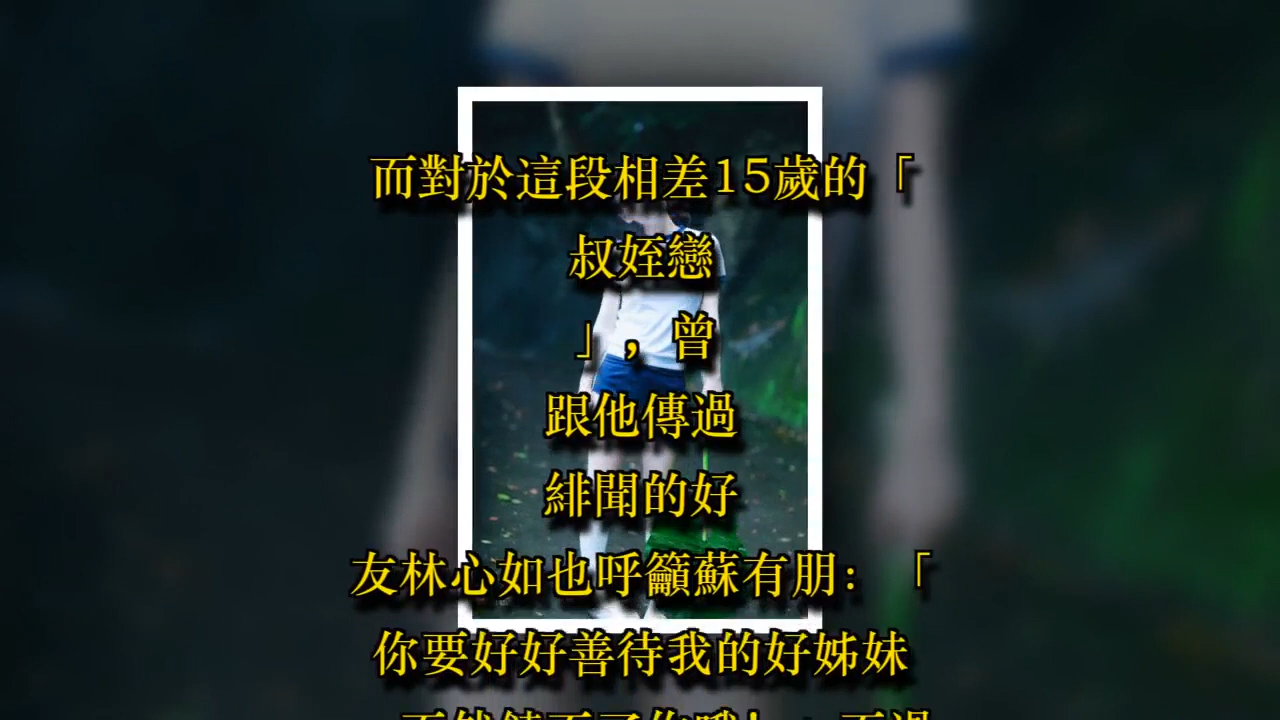 而對於這段相差15歲的「
叔姪戀
」，曾
跟他傳過
緋聞的好
友林心如也呼籲蘇有朋：「
你要好好善待我的好姊妹